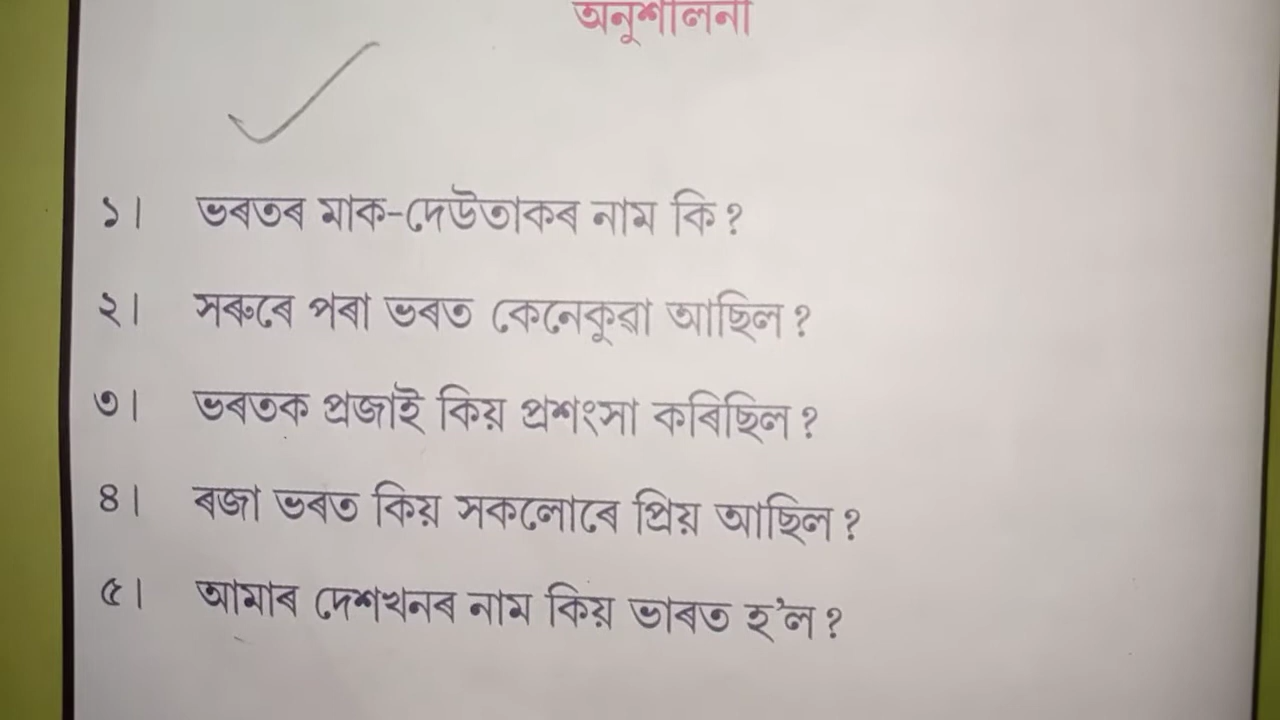 অনুশীলনী
১। ভৰতৰ মাক-দেউতাকৰ নাম কি ?
২। সৰুৰে পৰা ভৰত কেনেকুৱা আছিল ?
৩। ভৰতক প্ৰজাই কিয় প্ৰশংসা কৰিছিল ?
৪। ৰজা ভৰত কিয় সকলোৰে প্ৰিয় আছিল ?
৫। আমাৰ দেশখনৰ নাম কিয় ভাৰত হ'ল ?